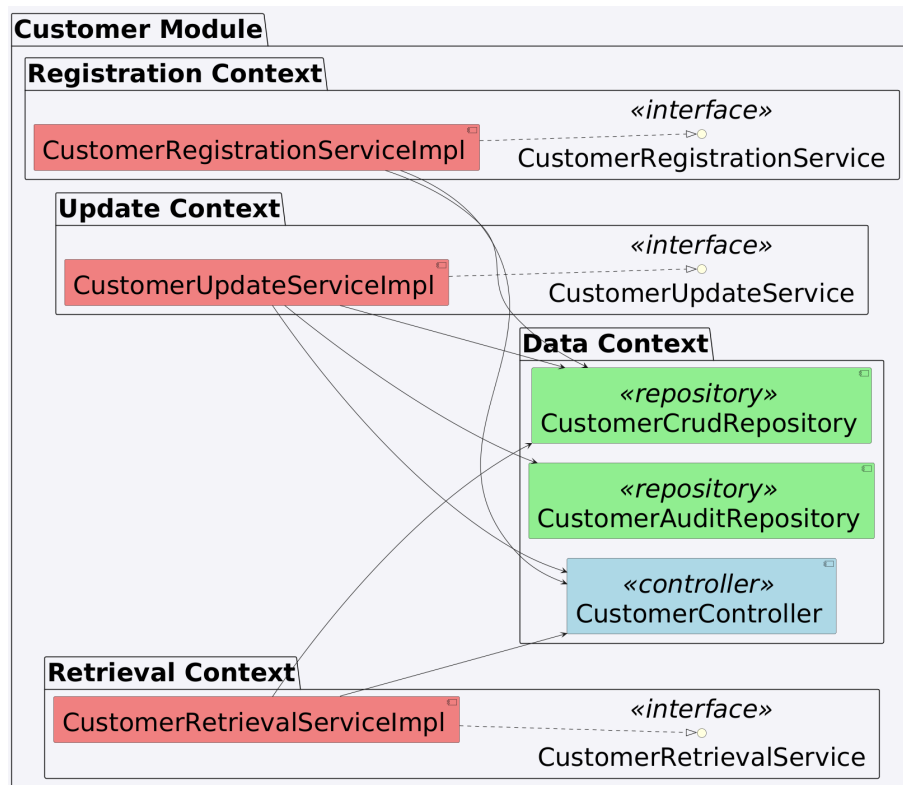 Customer Module
Registration Context
«interface»
CustomerRegistrationServiceImpl
CustomerRegistrationService
Update Context
«interface»
CustomerUpdateServiceImpl
CustomerUpdateService
Data Context
«repository»
CustomerCrudRepository
«repository»
CustomerAuditRepository
«controller»
CustomerController
Retrieval Context
«interface»
CustomerRetrievalServiceImpl
CustomerRetrievalService